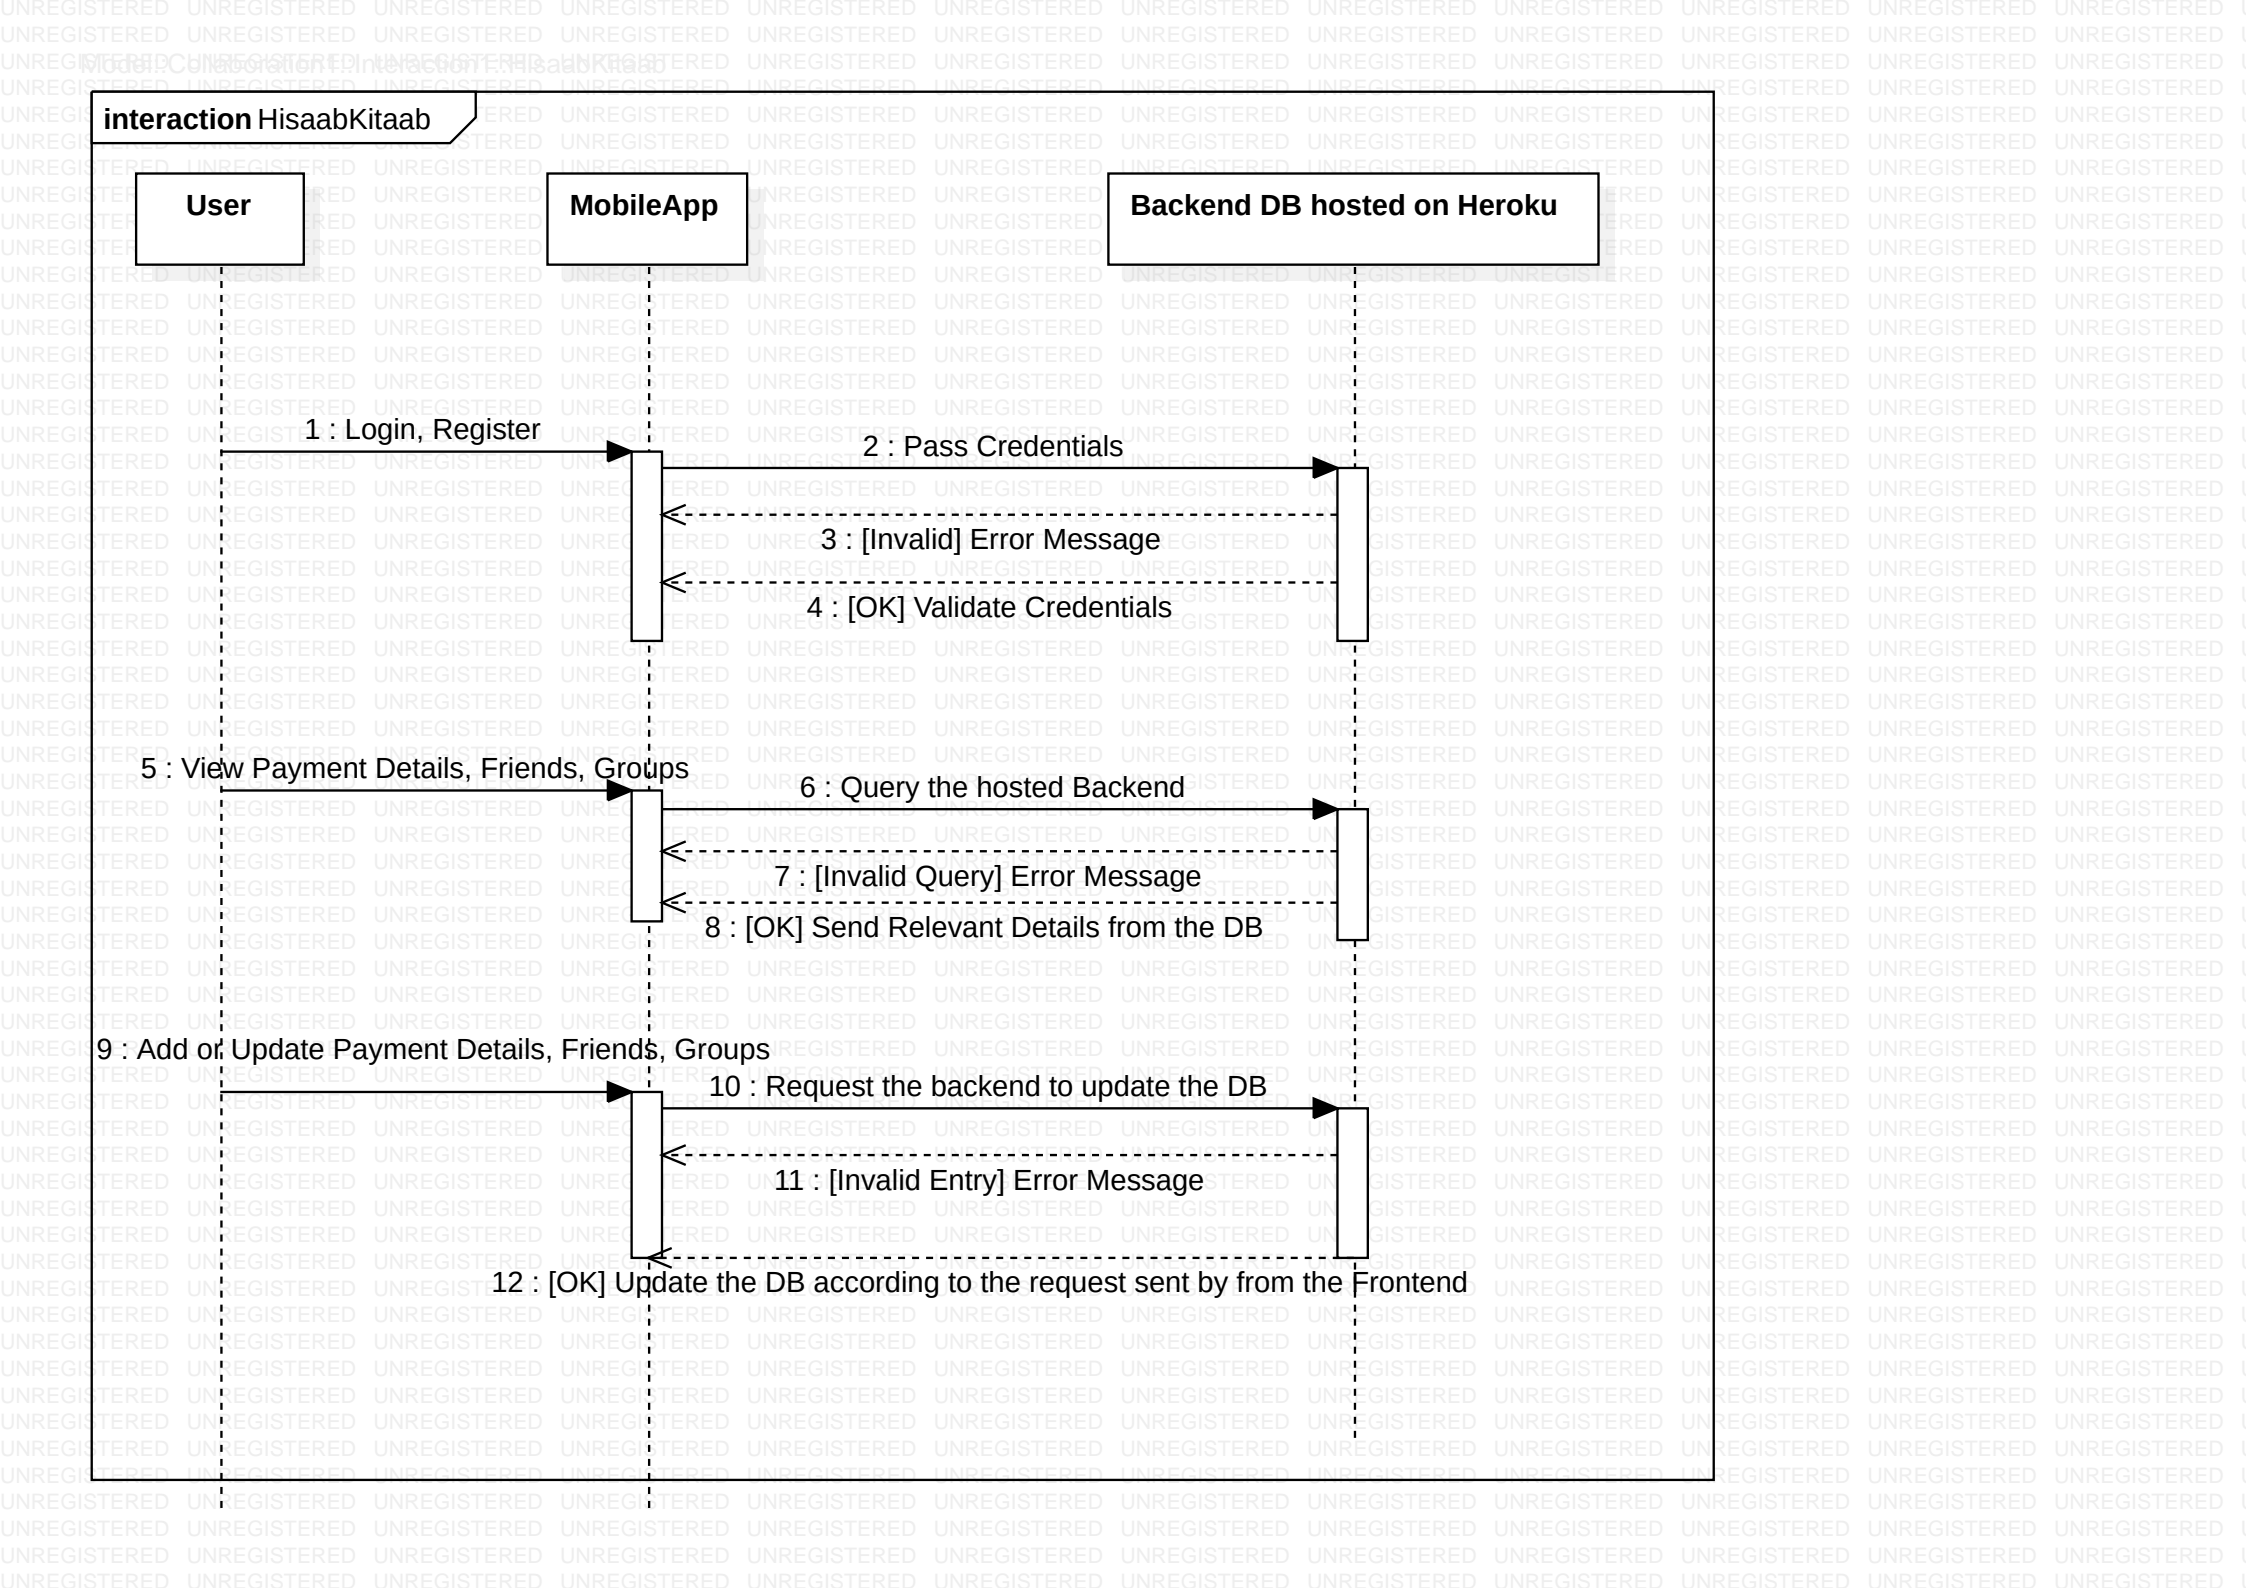 Model::Collaboration1::Interaction1::HisaabKitaab
interaction HisaabKitaab
User
MobileApp
Backend DB hosted on Heroku
1 : Login, Register
2 : Pass Credentials
3 : [Invalid] Error Message
4 : [OK] Validate Credentials
5 : View Payment Details, Friends, Groups
6 : Query the hosted Backend
7 : [Invalid Query] Error Message
8 : [OK] Send Relevant Details from the DB
9 : Add or Update Payment Details, Friends, Groups
10 : Request the backend to update the DB
11 : [Invalid Entry] Error Message
12 : [OK] Update the DB according to the request sent by from the Frontend
UNREGISTERED